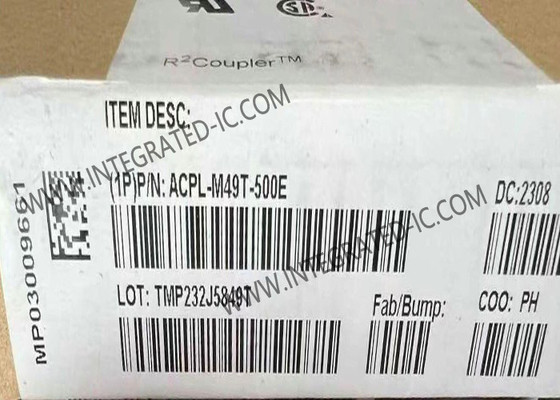 R²Coupler™
ITEM DESC:
(1P)P/N: ACPL-M49T-500E
DC:2308
LOT: TMP232J5849T
Fab/Bump:
COO: PH
MP03009661
WWW.INTEGRATED-IC.COM
WWW.INTEGRATED-IC.COM